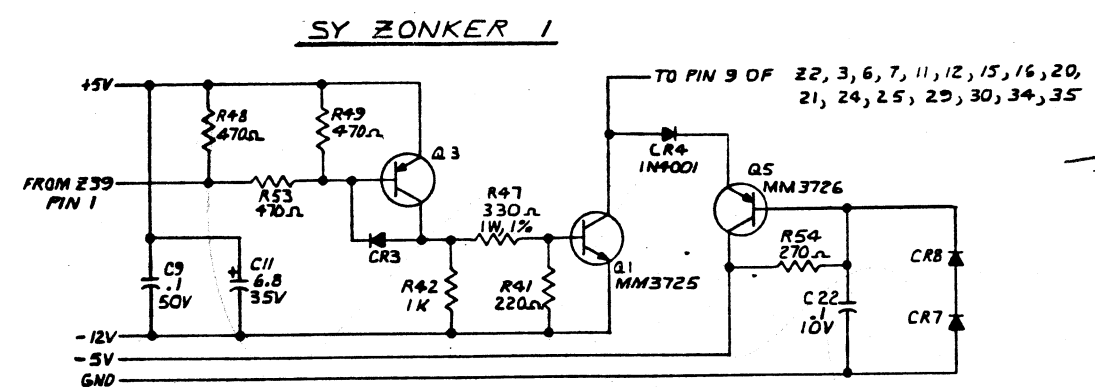 SY ZONKER 1
TO PIN 9 OF Z2, 3, 6, 7, 11, 12, 15, 16, 20,
21, 24, 25, 29, 30, 34, 35
+5V
R48
470Ω
R49
470Ω
Q3
CR4
1N4001
Q5
MM3726
FROM Z39
PIN 1
R53
470Ω
R47
330Ω
1W, 1%
CR3
R54
270Ω
CR8
C9
.1
50V
+
C11
6.8
35V
R42
1K
R41
220Ω
Q1
MM3725
C22
.1
10V
CR7
-12V
-5V
GND